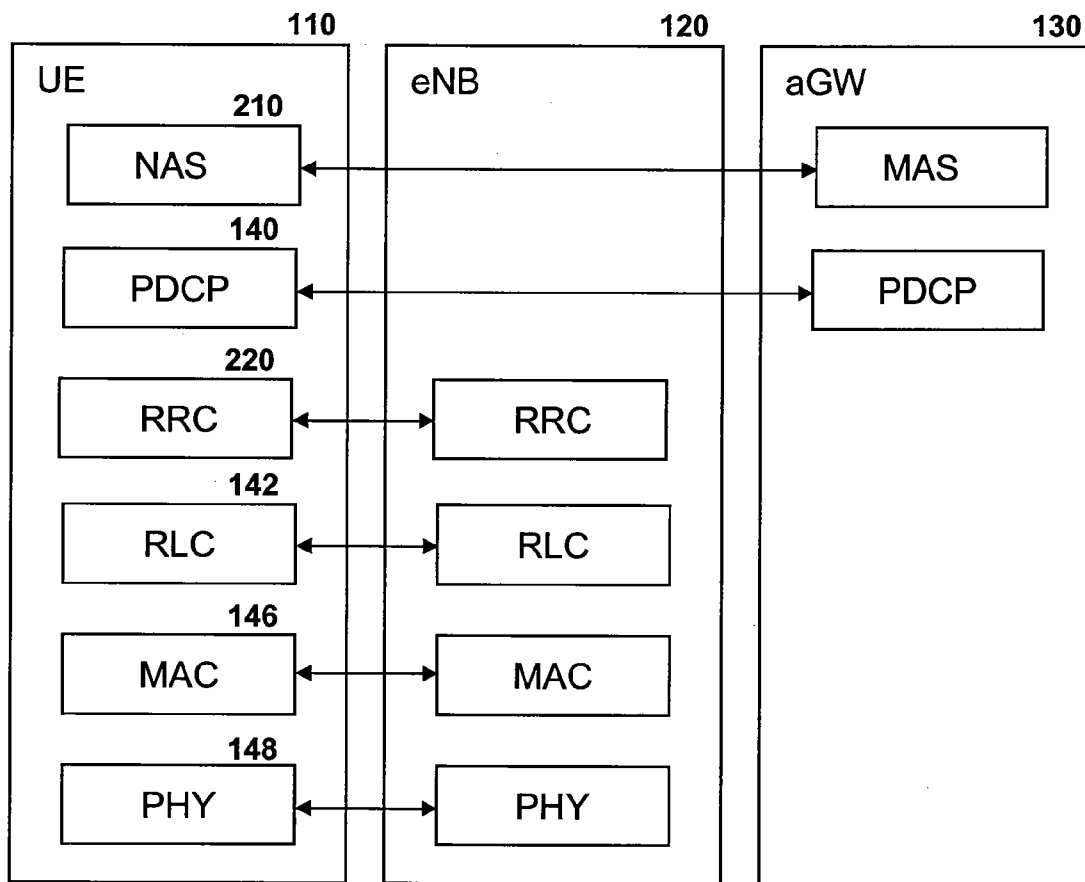 110
120
130
UE
eNB
aGW
210
NAS
MAS
140
PDCP
PDCP
220
RRC
RRC
142
RLC
RLC
146
MAC
MAC
148
PHY
PHY